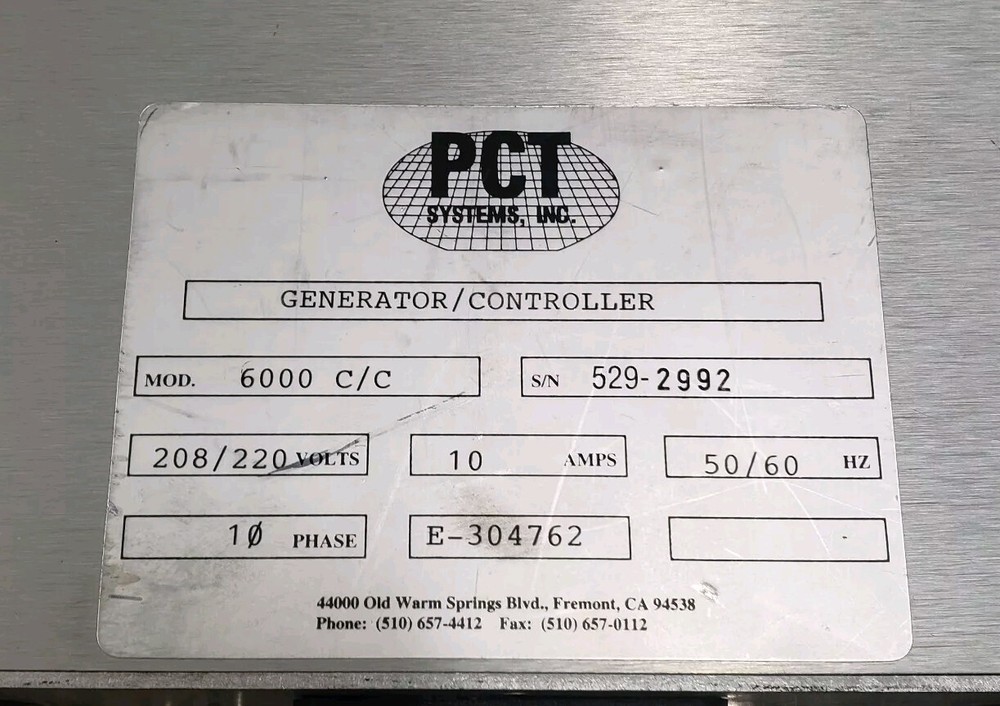 PCT
SYSTEMS, INC.
GENERATOR/CONTROLLER
MOD. 6000 C/C S/N 529-2992
208/220 VOLTS 10 AMPS 50/60 HZ
1Ø PHASE E-304762
44000 Old Warm Springs Blvd., Fremont, CA 94538
Phone: (510) 657-4412 Fax: (510) 657-0112